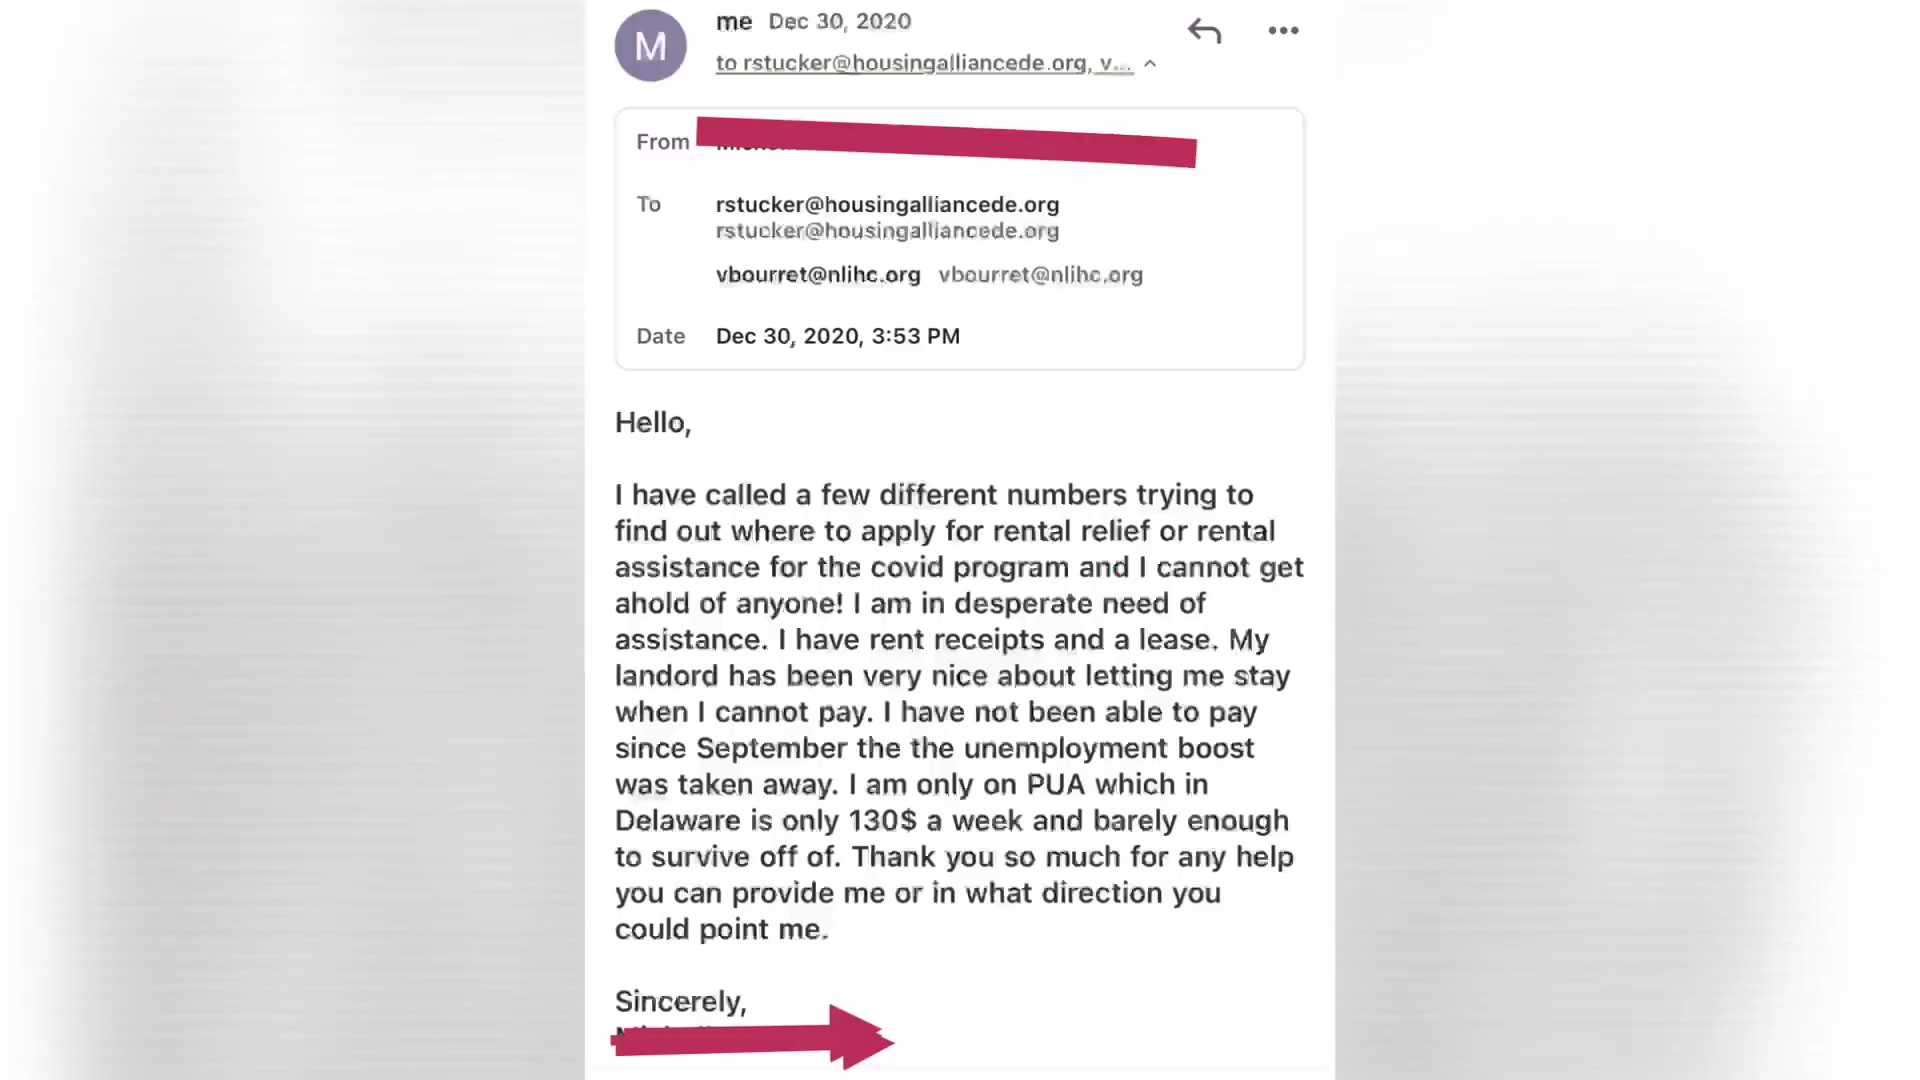 M
me Dec 30, 2020
to rstucker@housingalliancede.org, v...
From
To rstucker@housingalliancede.org
rstucker@housingalliancede.org
vbourret@nlihc.org vbourret@nlihc.org
Date Dec 30, 2020, 3:53 PM
Hello,
I have called a few different numbers trying to
find out where to apply for rental relief or rental
assistance for the covid program and I cannot get
ahold of anyone! I am in desperate need of
assistance. I have rent receipts and a lease. My
landord has been very nice about letting me stay
when I cannot pay. I have not been able to pay
since September the the unemployment boost
was taken away. I am only on PUA which in
Delaware is only 130$ a week and barely enough
to survive off of. Thank you so much for any help
you can provide me or in what direction you
could point me.
Sincerely,